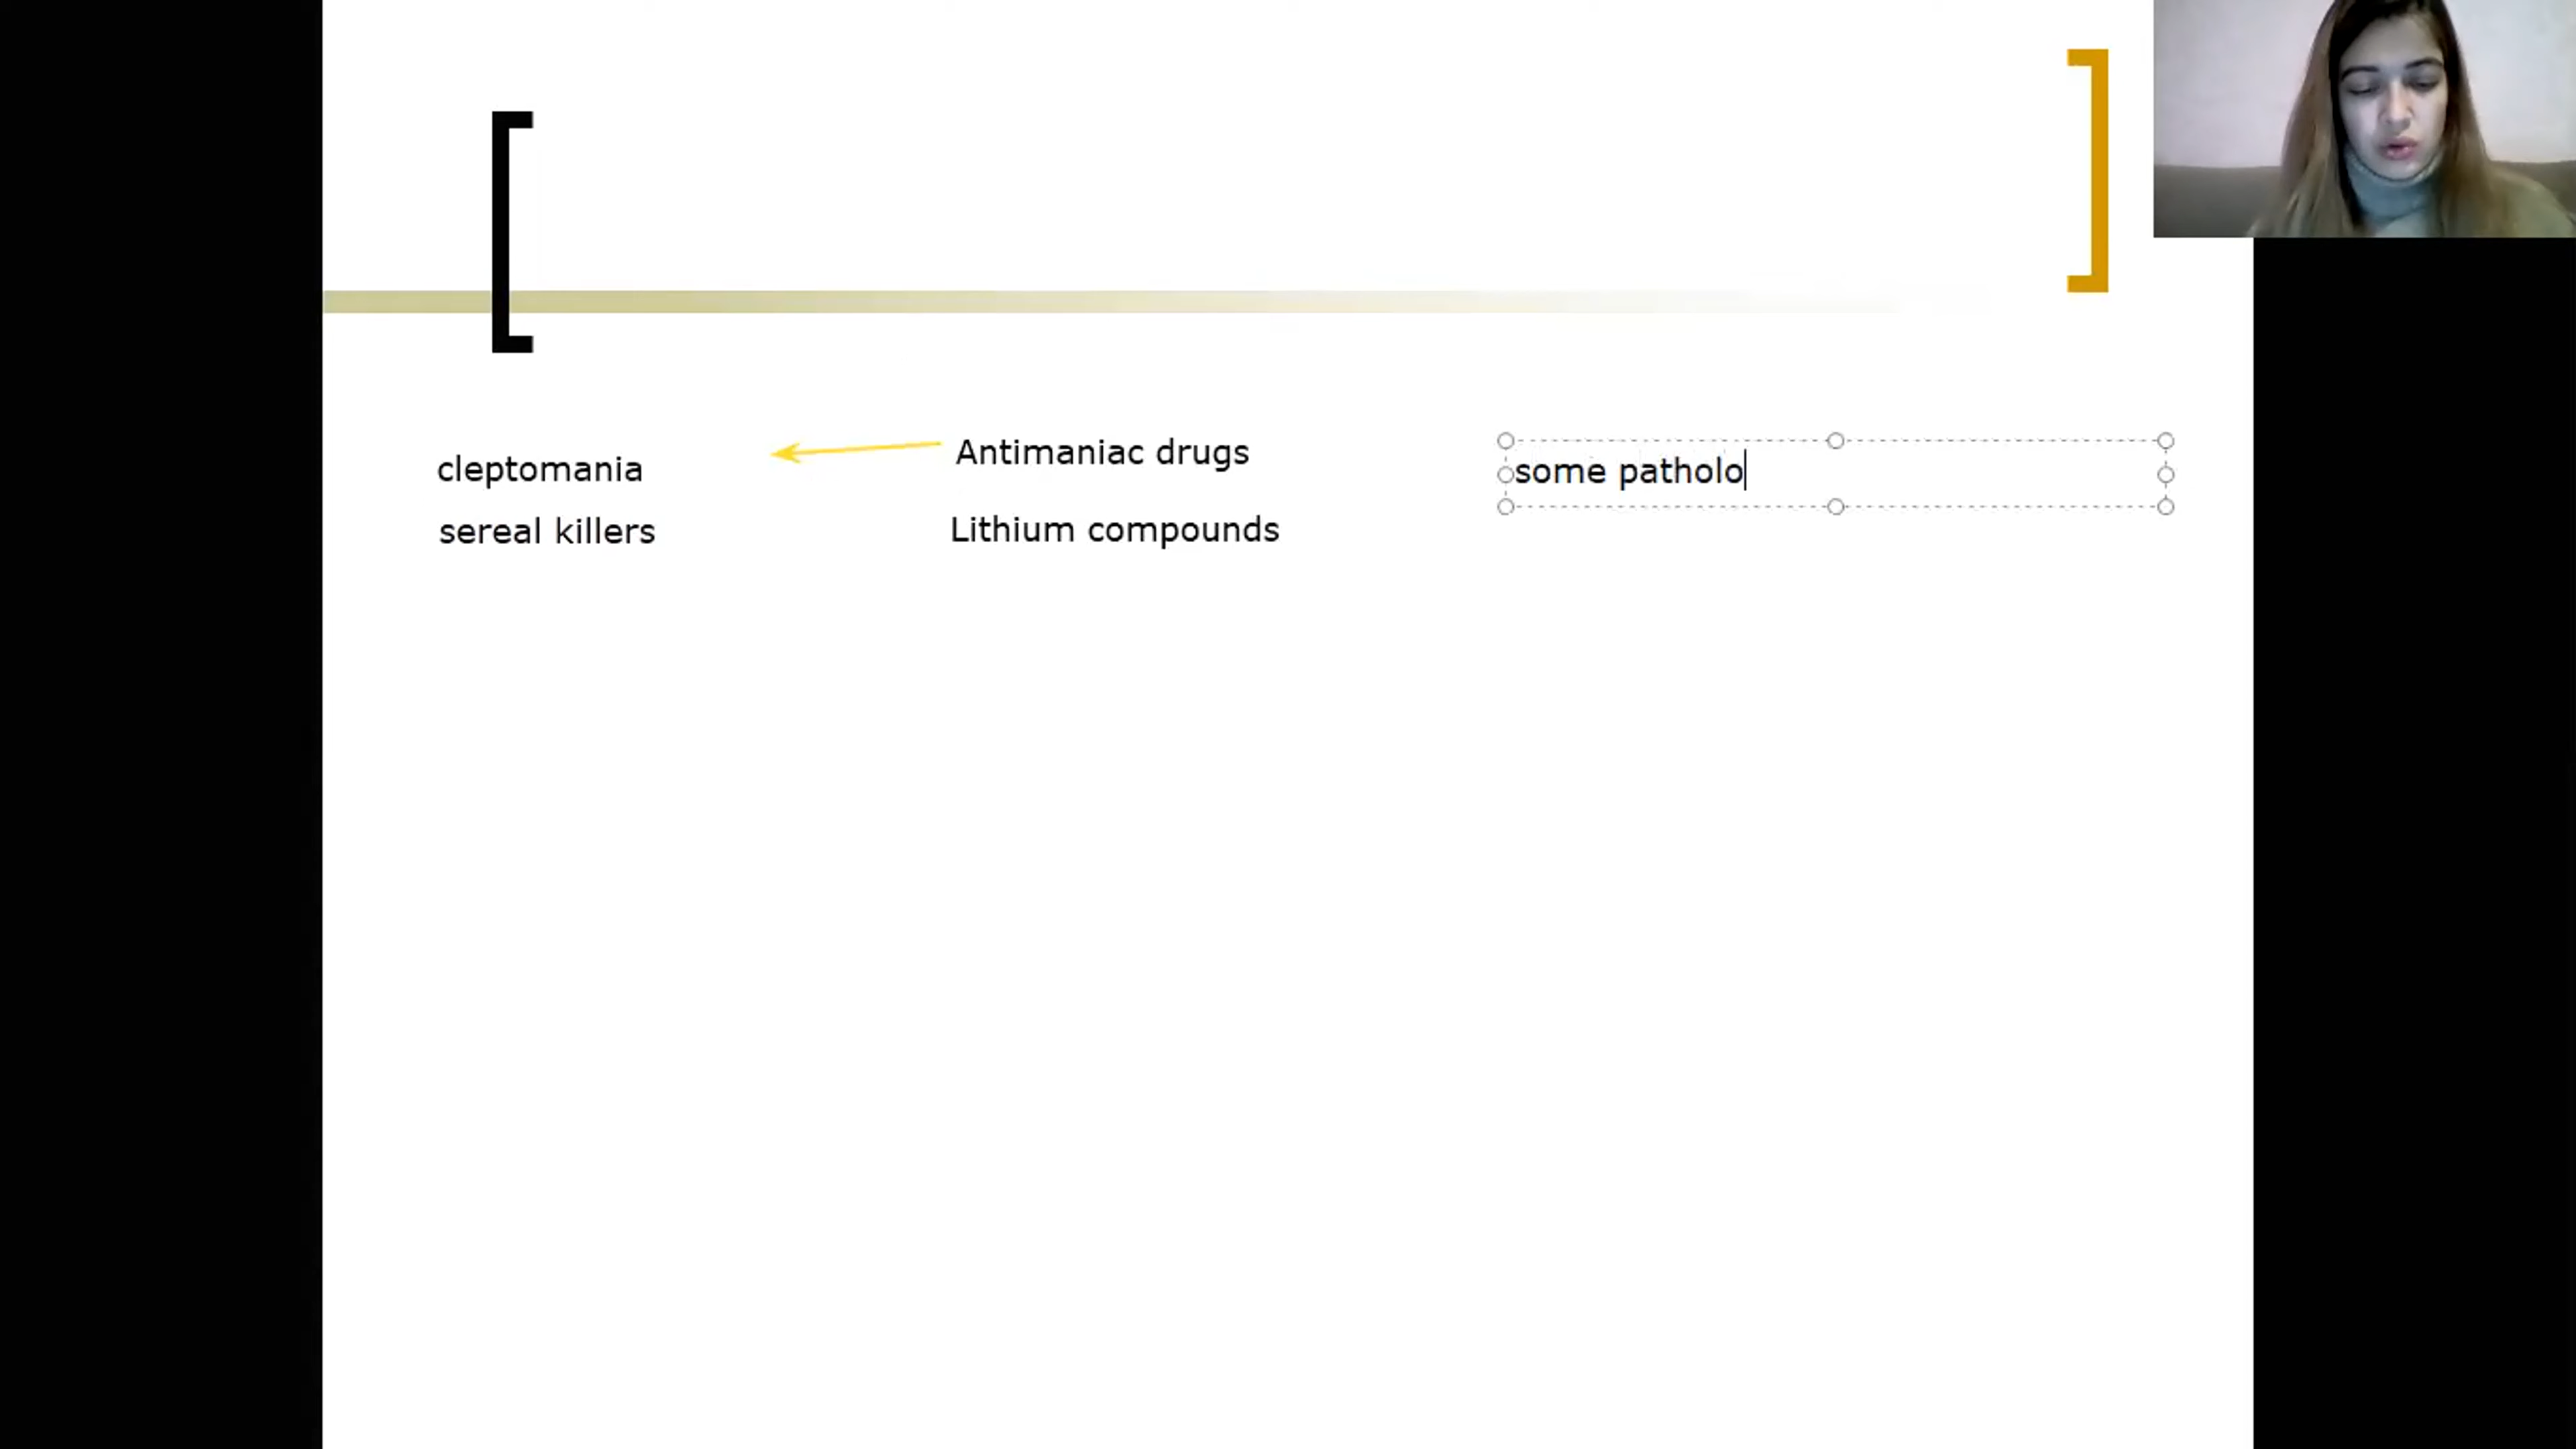 cleptomania
sereal killers
Antimaniac drugs
Lithium compounds
some patholo